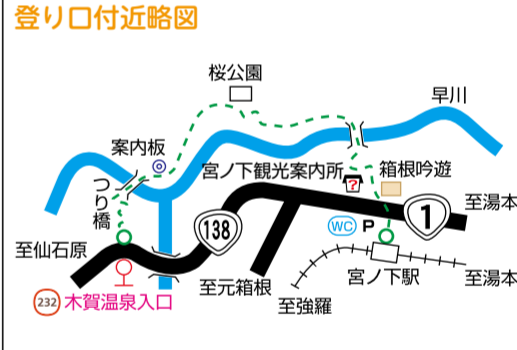 登り口付近略図
桜公園
早川
案内板
宮ノ下観光案内所
?
箱根吟遊
つり橋
至湯本
138
1
WC P
至仙石原
宮ノ下駅
至湯本
至元箱根
232 木賀温泉入口
至強羅